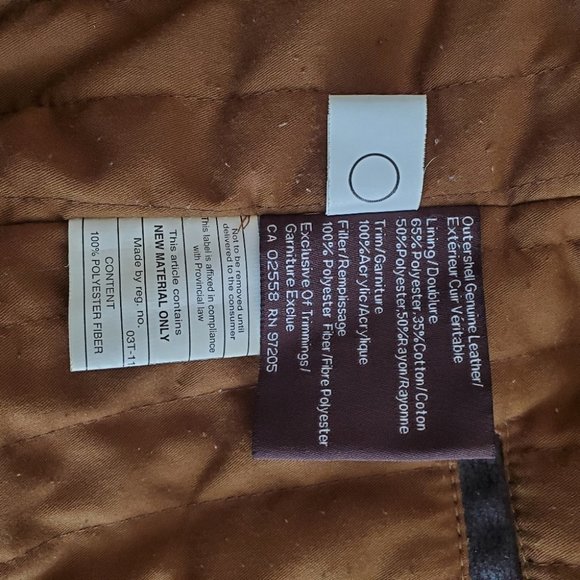 Outershell:Genuine Leather/
Extérieur:Cuir Véritable
Lining/Doublure
65% Polyester,35%Cotton/Coton
50%Polyester,50%Rayon/Rayonne
Trim/Garniture
100%Acrylic/Acrylique
Filler/Remplissage
100% Polyester Fiber/Fibre Polyester
Exclusive Of Trimmings/
Garniture Exclue
CA 02558 RN 97205
Not to be removed until
delivered to the consumer
This label is affixed in compliance
with Provincial law
This article contains
NEW MATERIAL ONLY
Made by reg. no. 03T-11
CONTENT
100% POLYESTER FIBER